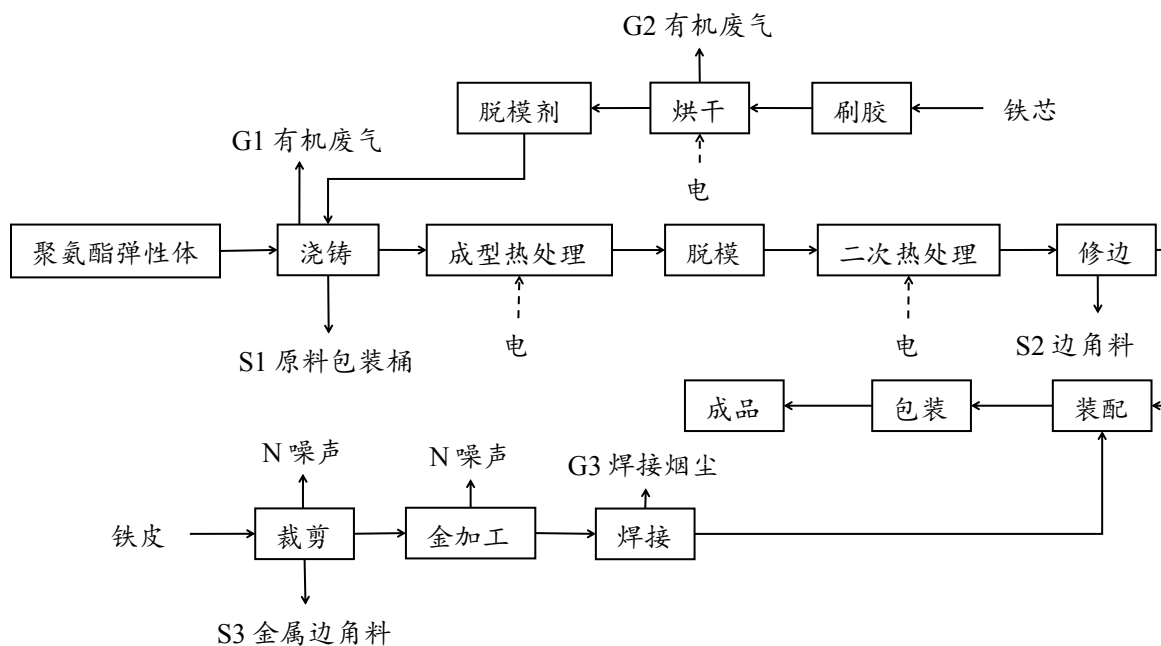 G2 有机废气
脱模剂
烘干
刷胶
铁芯
G1 有机废气
电
聚氨酯弹性体
浇铸
成型热处理
脱模
二次热处理
修边
S1 原料包装桶
电
电
S2 边角料
成品
包装
装配
N 噪声
N 噪声
G3 焊接烟尘
铁皮
裁剪
金加工
焊接
S3 金属边角料